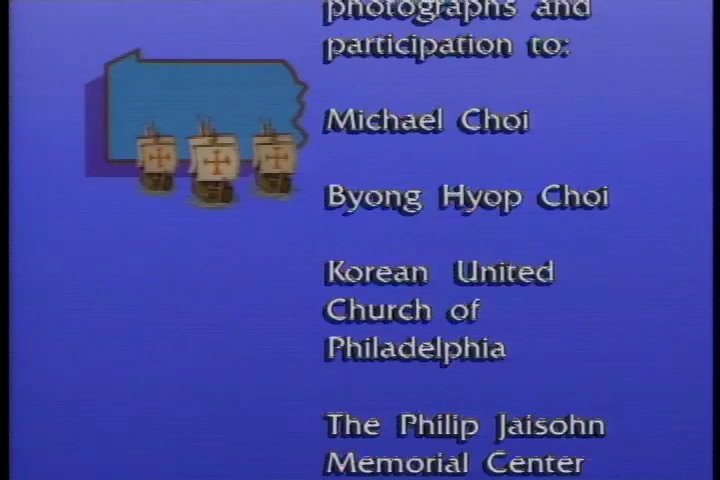 photographs and
participation to:
Michael Choi
Byong Hyop Choi
Korean United
Church of
Philadelphia
The Philip Jaisohn
Memorial Center